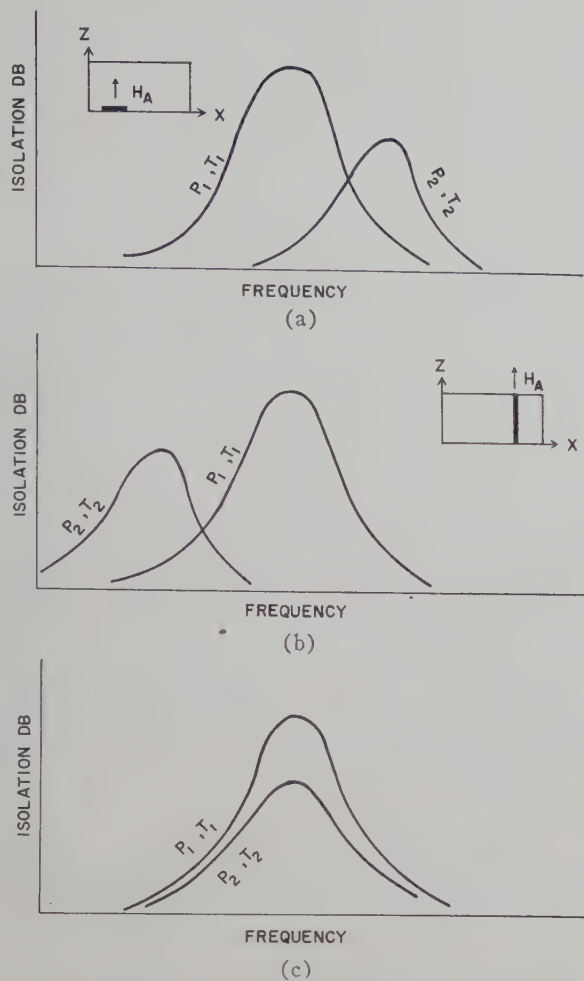 Z
H_A
X
ISOLATION DB
P₁,T₁
P₂,T₂
FREQUENCY
(a)
Z
H_A
X
ISOLATION DB
P₂,T₂
P₁,T₁
FREQUENCY
(b)
ISOLATION DB
P₁,T₁
P₂,T₂
FREQUENCY
(c)